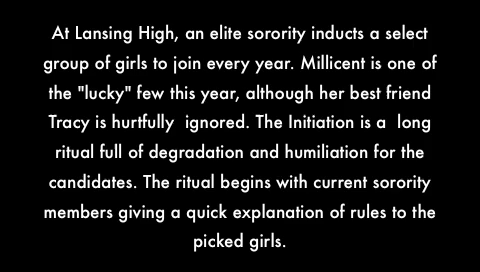 At Lansing High, an elite sorority inducts a select
group of girls to join every year. Millicent is one of
the "lucky" few this year, although her best friend
Tracy is hurtfully  ignored. The Initiation is a  long
ritual full of degradation and humiliation for the
candidates. The ritual begins with current sorority
members giving a quick explanation of rules to the
picked girls.